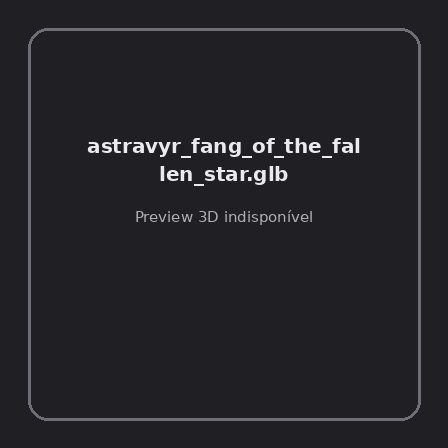 astravyr_fang_of_the_fal
len_star.glb
Preview 3D indisponível